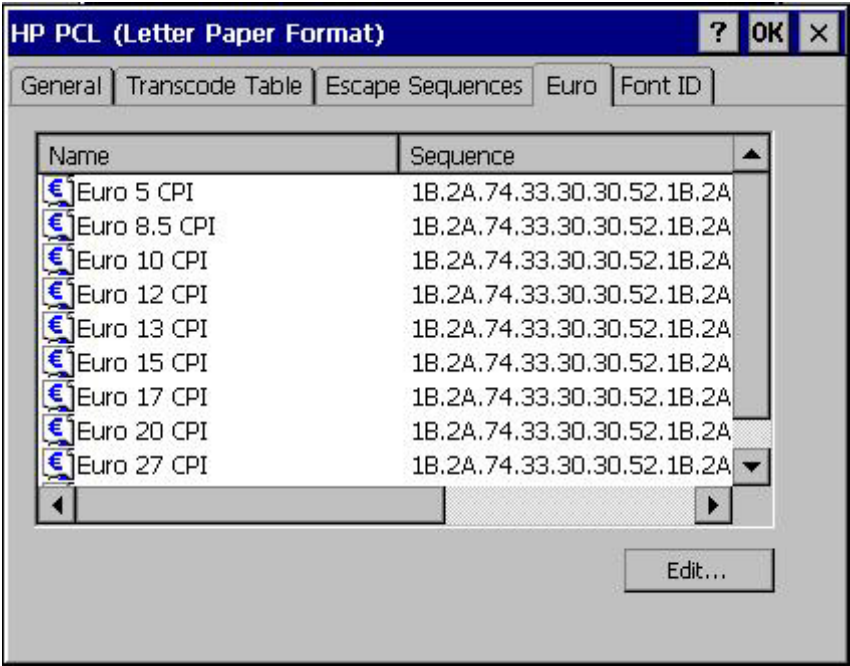 HP PCL (Letter Paper Format) ? OK ×
General Transcode Table Escape Sequences Euro Font ID
Name Sequence
€ Euro 5 CPI 1B.2A.74.33.30.30.52.1B.2A
€ Euro 8.5 CPI 1B.2A.74.33.30.30.52.1B.2A
€ Euro 10 CPI 1B.2A.74.33.30.30.52.1B.2A
€ Euro 12 CPI 1B.2A.74.33.30.30.52.1B.2A
€ Euro 13 CPI 1B.2A.74.33.30.30.52.1B.2A
€ Euro 15 CPI 1B.2A.74.33.30.30.52.1B.2A
€ Euro 17 CPI 1B.2A.74.33.30.30.52.1B.2A
€ Euro 20 CPI 1B.2A.74.33.30.30.52.1B.2A
€ Euro 27 CPI 1B.2A.74.33.30.30.52.1B.2A
Edit...